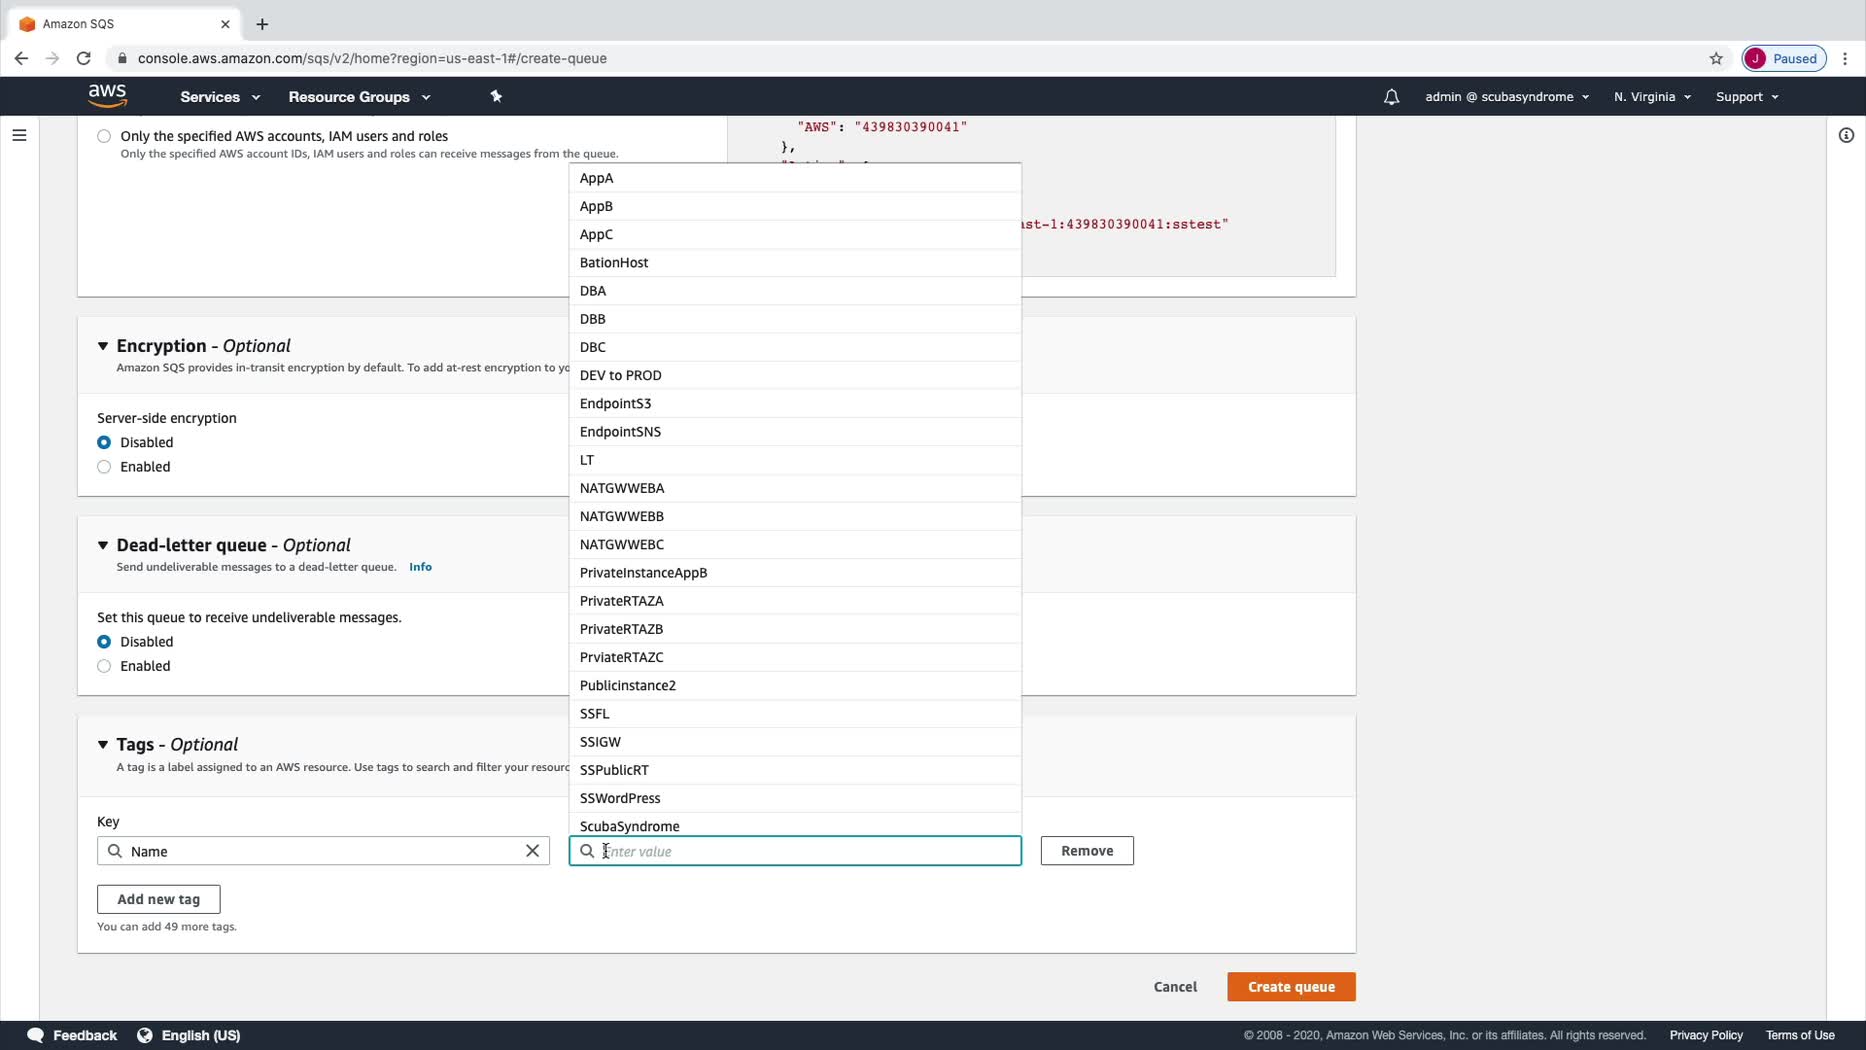 Amazon SQS
console.aws.amazon.com/sqs/v2/home?region=us-east-1#/create-queue
J Paused
aws Services Resource Groups admin @ scubasyndrome N. Virginia Support
Only the specified AWS accounts, IAM users and roles
Only the specified AWS account IDs, IAM users and roles can receive messages from the queue.
"AWS": "439830390041"
},
ast-1:439830390041:sstest"
AppA
AppB
AppC
BationHost
DBA
DBB
DBC
DEV to PROD
EndpointS3
EndpointSNS
LT
NATGWWEBA
NATGWWEBB
NATGWWEBC
PrivateInstanceAppB
PrivateRTAZA
PrivateRTAZB
PrviateRTAZC
Publicinstance2
SSFL
SSIGW
SSPublicRT
SSWordPress
ScubaSyndrome
Encryption - Optional
Amazon SQS provides in-transit encryption by default. To add at-rest encryption to yo
Server-side encryption
Disabled
Enabled
Dead-letter queue - Optional
Send undeliverable messages to a dead-letter queue. Info
Set this queue to receive undeliverable messages.
Disabled
Enabled
Tags - Optional
A tag is a label assigned to an AWS resource. Use tags to search and filter your resourc
Key
Name
Enter value
Remove
Add new tag
You can add 49 more tags.
Cancel
Create queue
Feedback English (US) © 2008 - 2020, Amazon Web Services, Inc. or its affiliates. All rights reserved. Privacy Policy Terms of Use